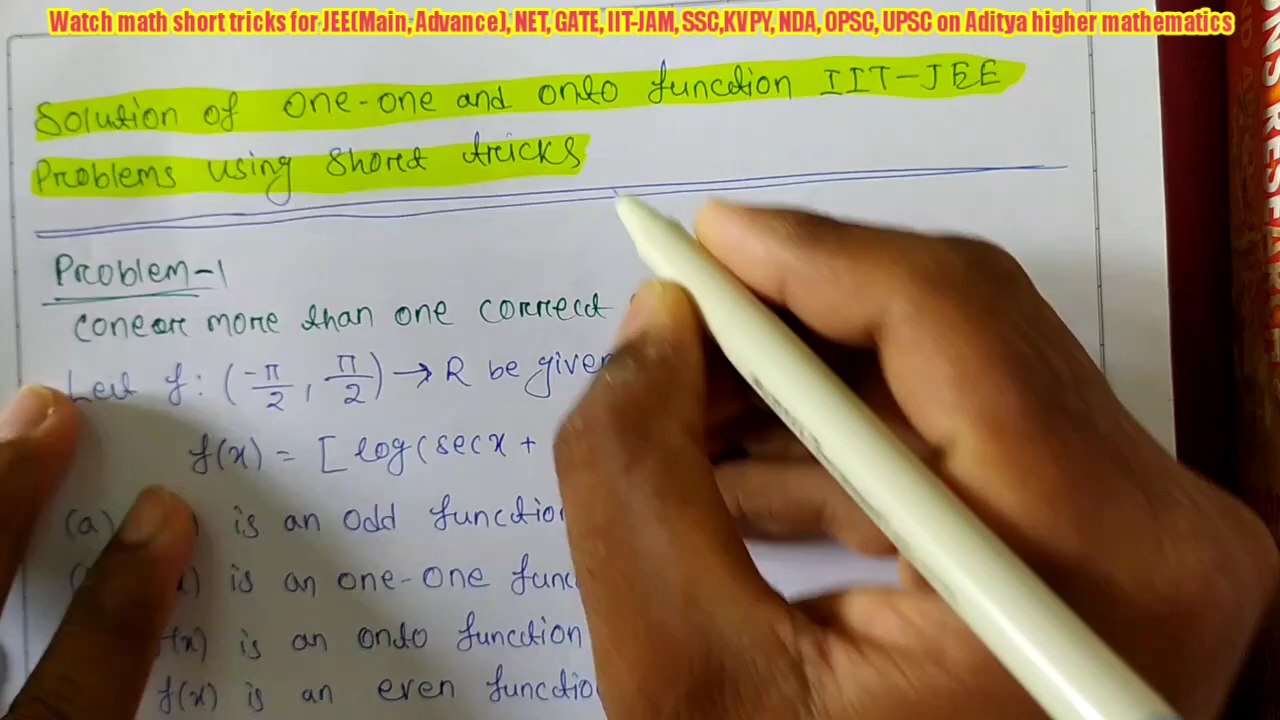 Watch math short tricks for JEE(Main, Advance), NET, GATE, IIT-JAM, SSC,KVPY, NDA, OPSC, UPSC on Aditya higher mathematics
Solution of one-one and onto function IIT-JEE
Problems using short tricks
Problem-1
one or more than one correct
Let f: (-π/2, π/2) → R be given
f(x) = [log(sec x +
(a) is an odd function
is an one-one func
f(x) is an onto function
f(x) is an even function